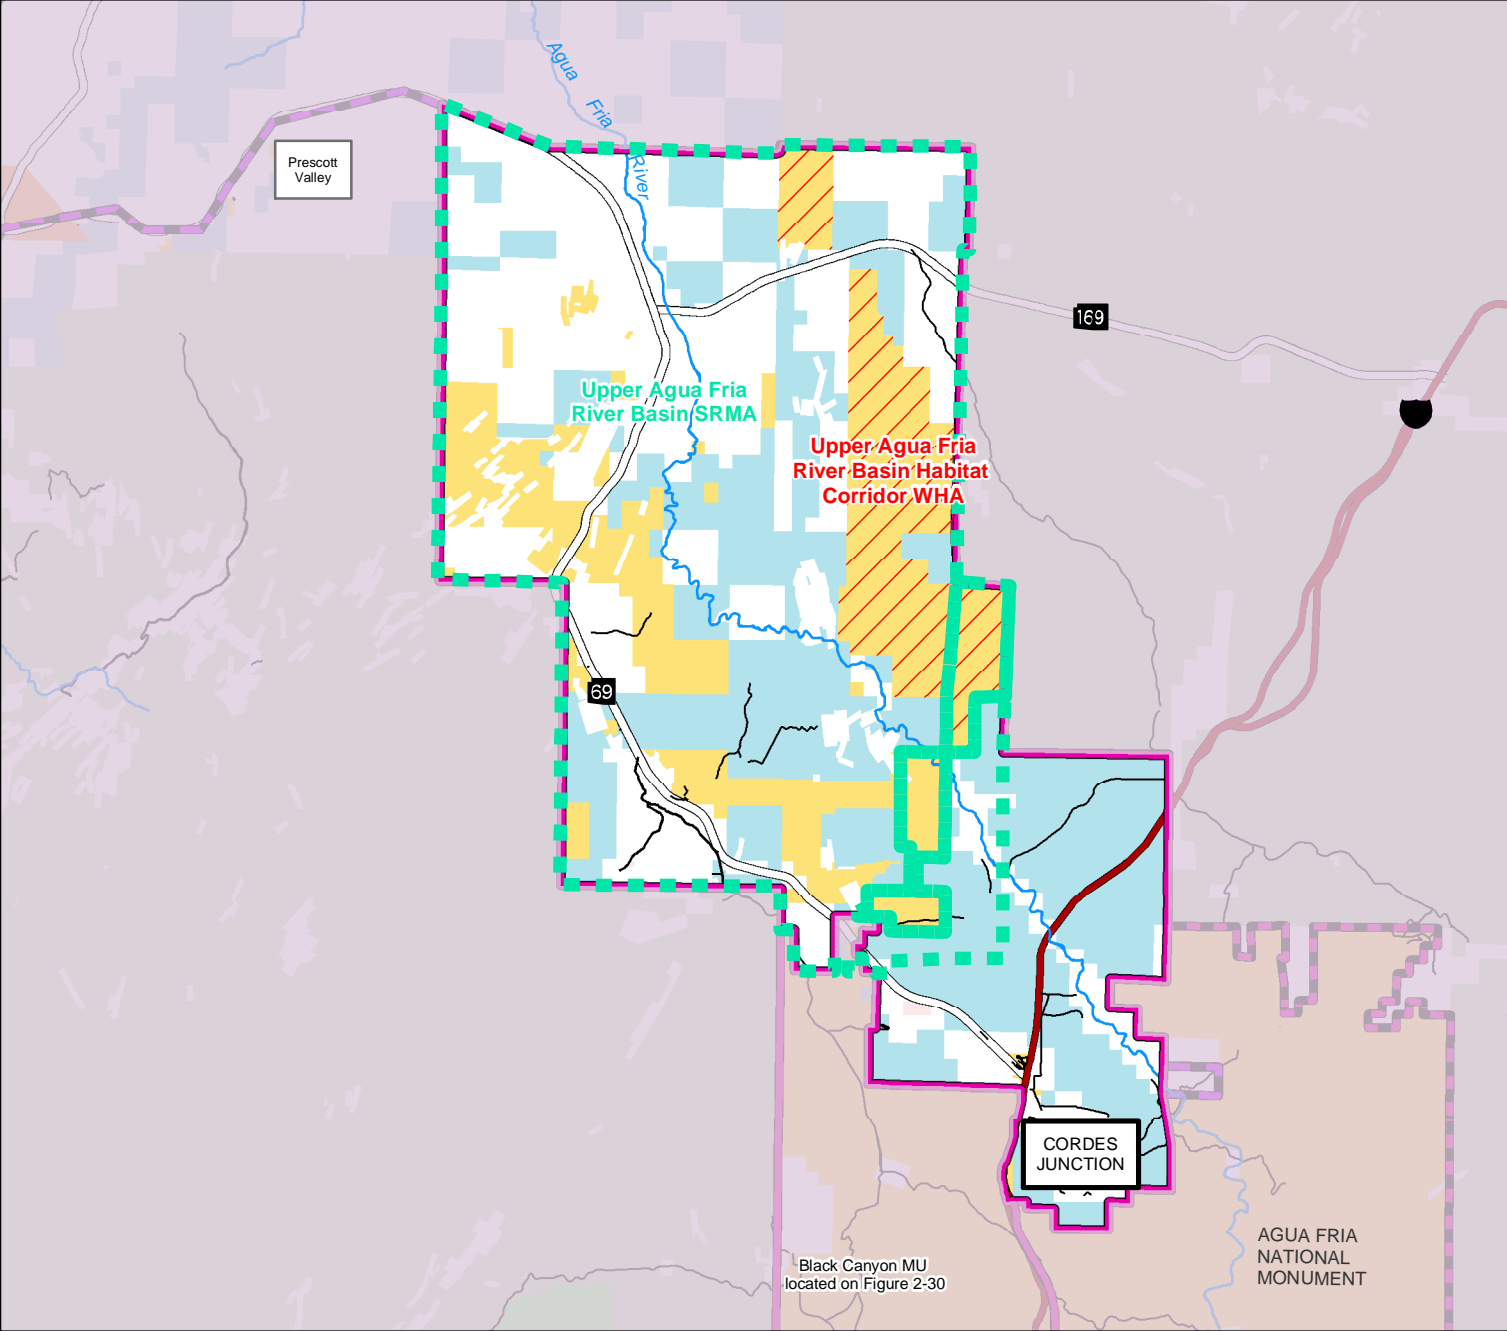 Agua
Fria
River
Prescott
Valley
169
Upper Agua Fria
River Basin SRMA
Upper Agua Fria
River Basin Habitat
Corridor WHA
69
CORDES
JUNCTION
AGUA FRIA
NATIONAL
MONUMENT
Black Canyon MU
located on Figure 2-30